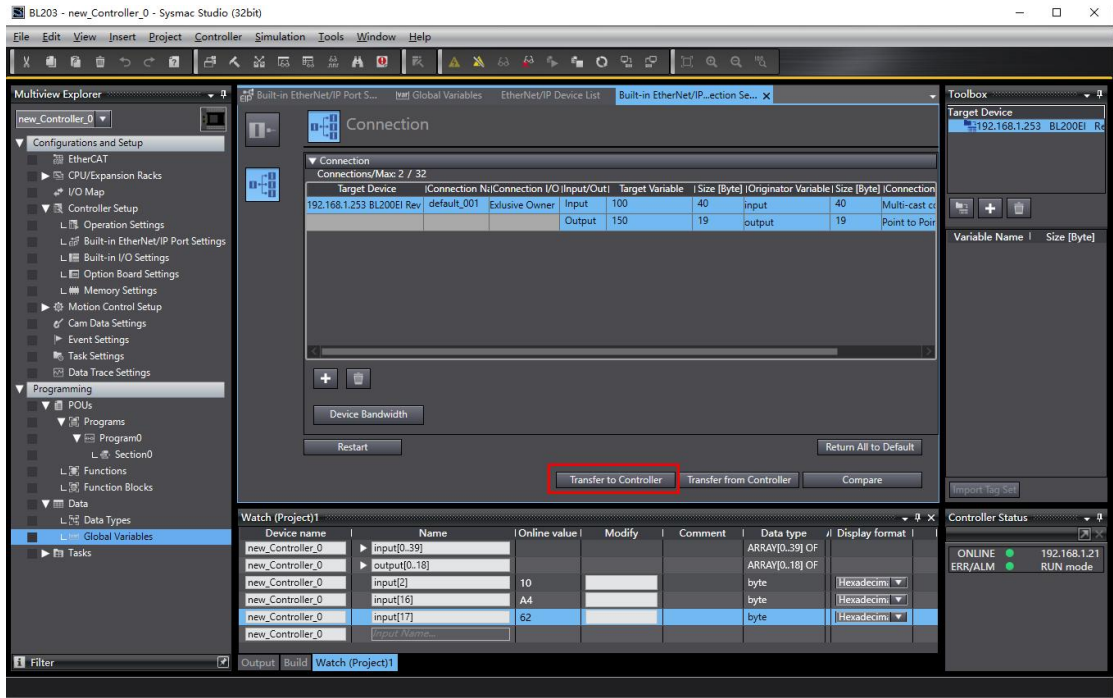 BL203 - new_Controller_0 - Sysmac Studio (32bit)
File Edit View Insert Project Controller Simulation Tools Window Help
Multiview Explorer
new_Controller_0
Configurations and Setup
EtherCAT
CPU/Expansion Racks
I/O Map
Controller Setup
Operation Settings
Built-in EtherNet/IP Port Settings
Built-in I/O Settings
Option Board Settings
Memory Settings
Motion Control Setup
Cam Data Settings
Event Settings
Task Settings
Data Trace Settings
Programming
POUs
Programs
Program0
Section0
Functions
Function Blocks
Data
Data Types
Global Variables
Tasks
Filter
Built-in EtherNet/IP Port S... Global Variables EtherNet/IP Device List Built-in EtherNet/IP...ection Se... X
Connection
Connection
Connections/Max: 2 / 32
Target Device |Connection Na|Connection I/O |Input/Out| Target Variable | Size [Byte] |Originator Variable| Size [Byte] |Connection
192.168.1.253 BL200EI Rev default_001 Exlusive Owner Input 100 40 input 40 Multi-cast co
Output 150 19 output 19 Point to Poir
Device Bandwidth
Restart Return All to Default
Transfer to Controller Transfer from Controller Compare
Watch (Project)1
Device name | Name |Online value| Modify | Comment | Data type | Display format |
new_Controller_0 input[0..39] ARRAY[0..39] OF
new_Controller_0 output[0..18] ARRAY[0..18] OF
new_Controller_0 input[2] 10 byte Hexadecim
new_Controller_0 input[16] A4 byte Hexadecim
new_Controller_0 input[17] 62 byte Hexadecim
new_Controller_0 Input Name...
Output Build Watch (Project)1
Toolbox
Target Device
192.168.1.253 BL200EI Re
Variable Name | Size [Byte]
Import Tag Set
Controller Status
ONLINE 192.168.1.21
ERR/ALM RUN mode